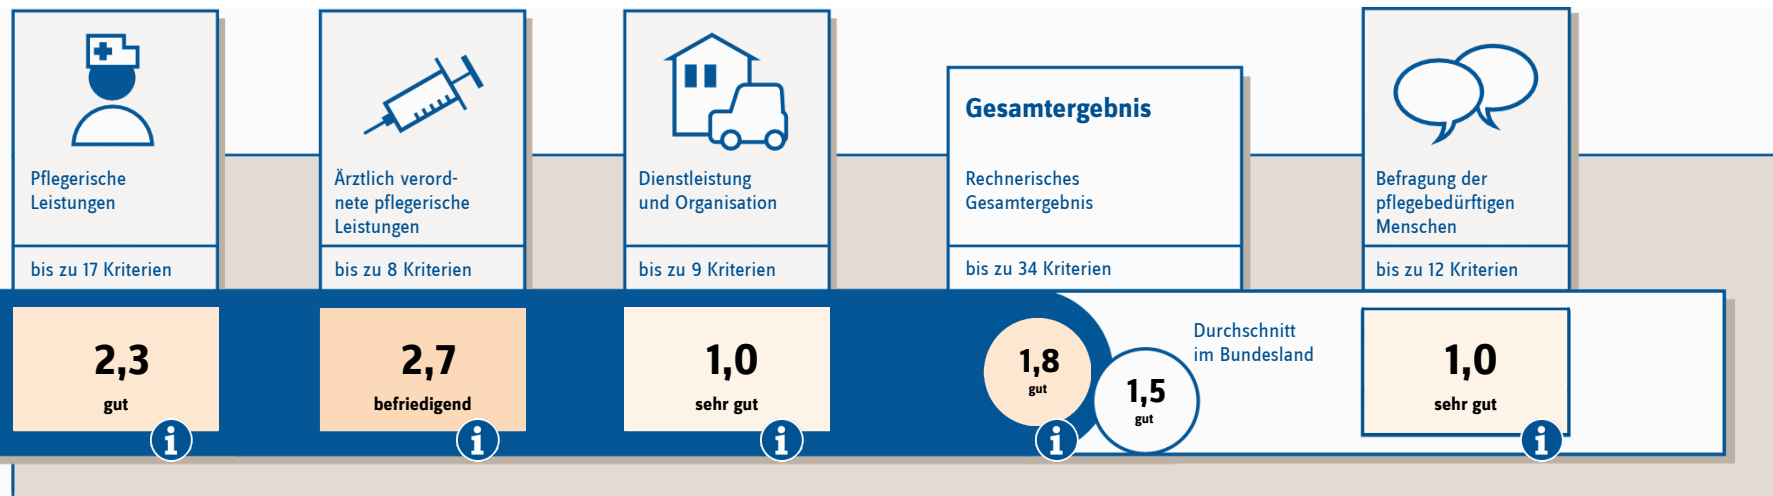 Pflegerische
Leistungen
bis zu 17 Kriterien
2,3
gut
i
Ärztlich verord-
nete pflegerische
Leistungen
bis zu 8 Kriterien
2,7
befriedigend
i
Dienstleistung
und Organisation
bis zu 9 Kriterien
1,0
sehr gut
i
Gesamtergebnis
Rechnerisches
Gesamtergebnis
bis zu 34 Kriterien
1,8
gut
i
1,5
gut
Durchschnitt
im Bundesland
Befragung der
pflegebedürftigen
Menschen
bis zu 12 Kriterien
1,0
sehr gut
i